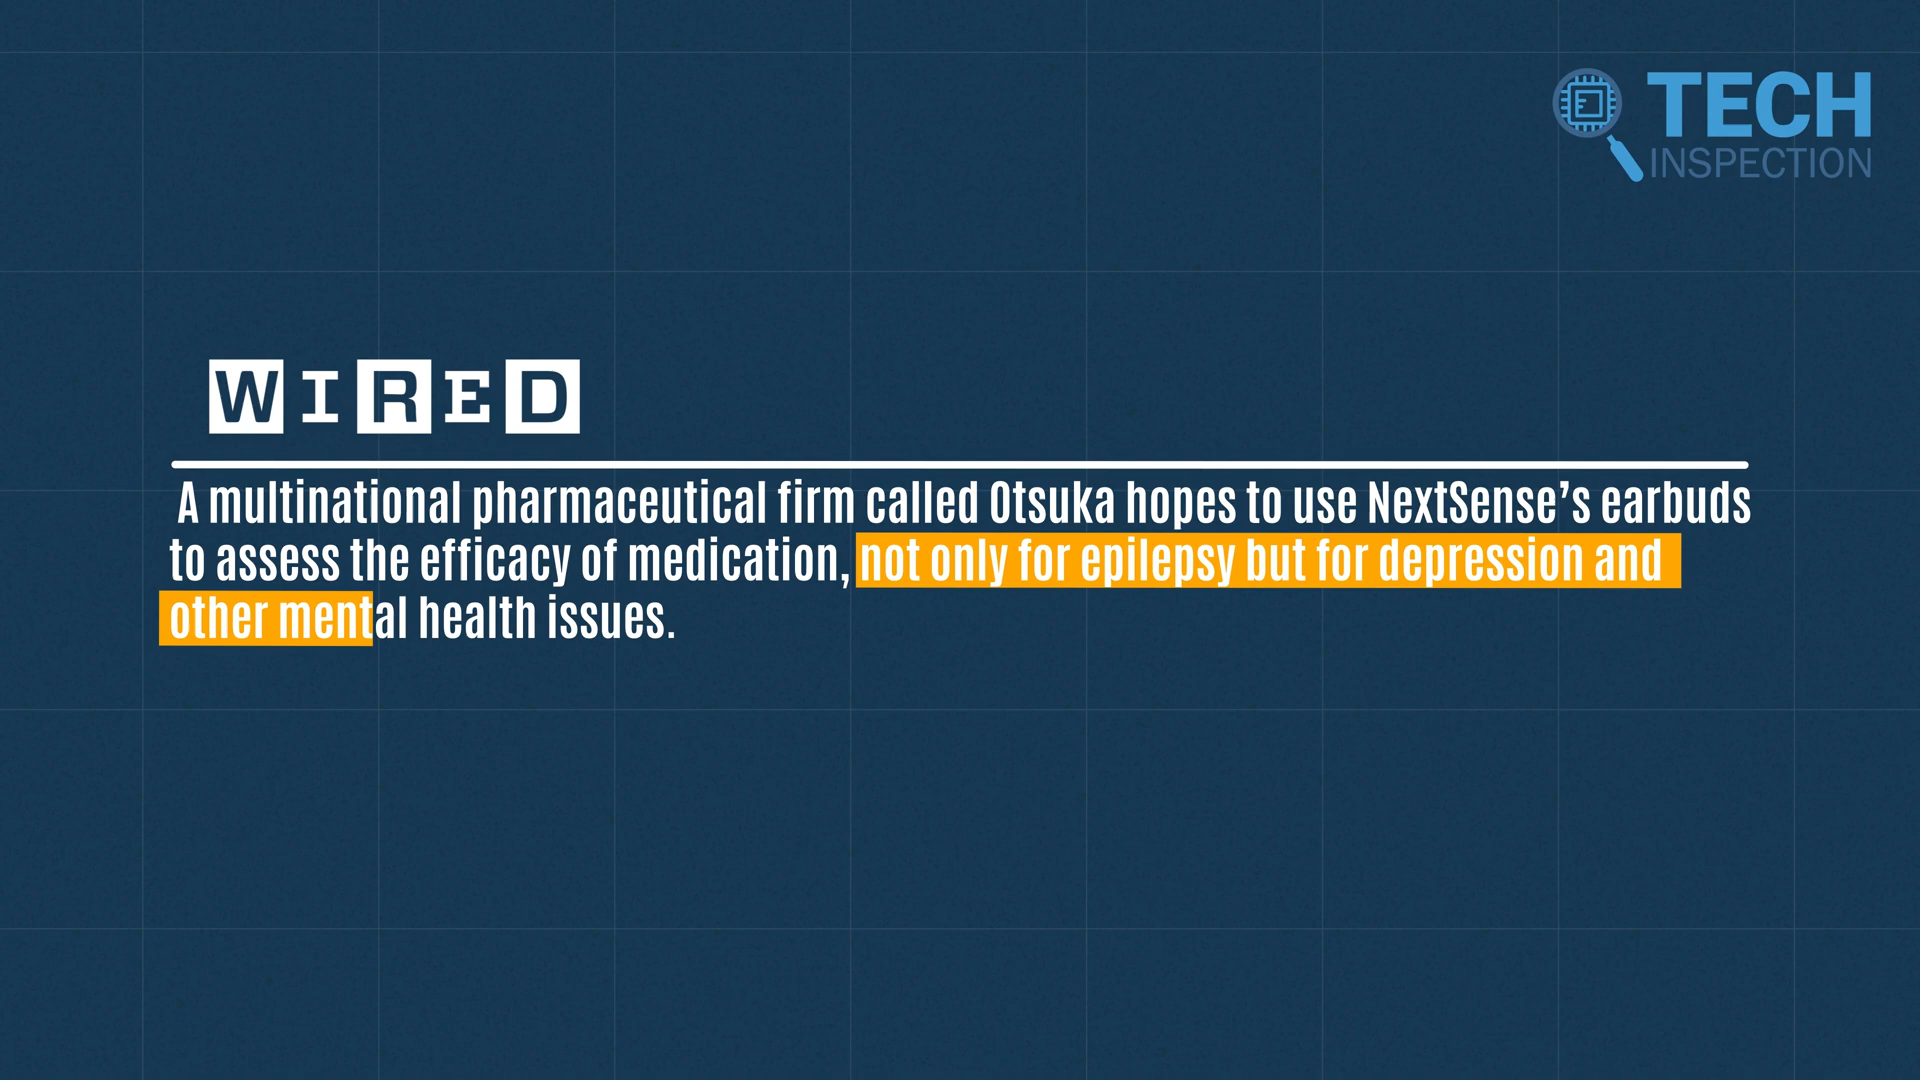 TECH
INSPECTION
WIRED
A multinational pharmaceutical firm called Otsuka hopes to use NextSense’s earbuds
to assess the efficacy of medication, not only for epilepsy but for depression and
other mental health issues.